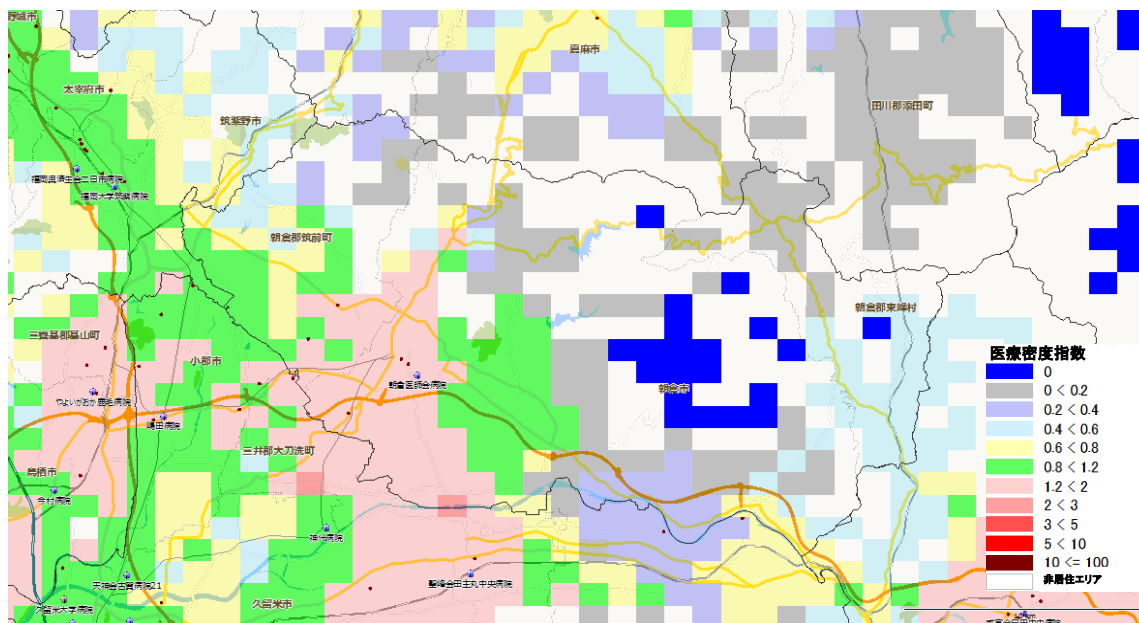 野城市
嘉麻市
太宰府市
田川郡添田町
筑紫野市
福岡県済生会二日市病院
福岡大学筑紫病院
朝倉郡筑前町
朝倉郡東峰村
三養基郡基山町
小郡市
朝倉医師会病院
朝倉市
やよいがおか鹿毛病院
嶋田病院
三井郡大刀洗町
鳥栖市
今村病院
神代病院
天神会古賀病院21
聖峰会田主丸中央病院
久留米大学病院
久留米市
医療密度指数
0
0 < 0.2
0.2 < 0.4
0.4 < 0.6
0.6 < 0.8
0.8 < 1.2
1.2 < 2
2 < 3
3 < 5
5 < 10
10 <= 100
非居住エリア